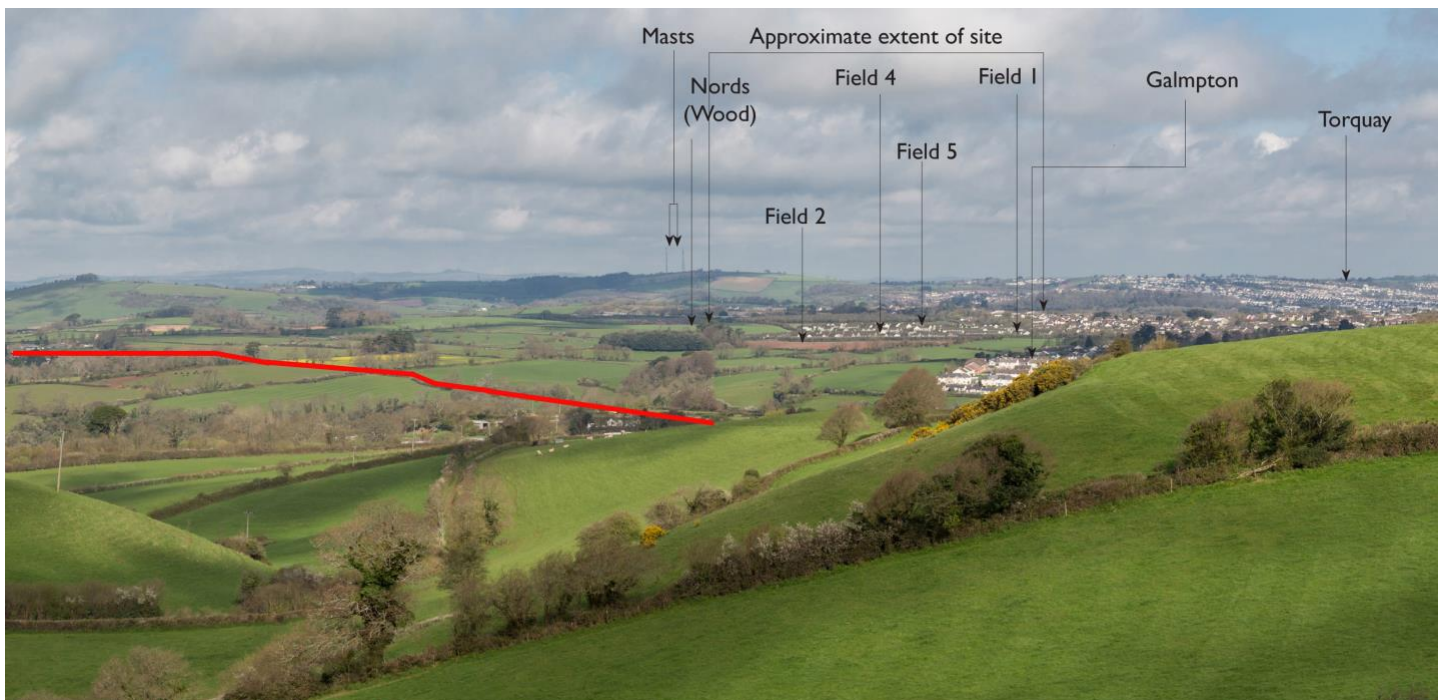 Masts
Approximate extent of site
Nords
(Wood)
Field 4
Field 1
Galmpton
Torquay
Field 5
Field 2